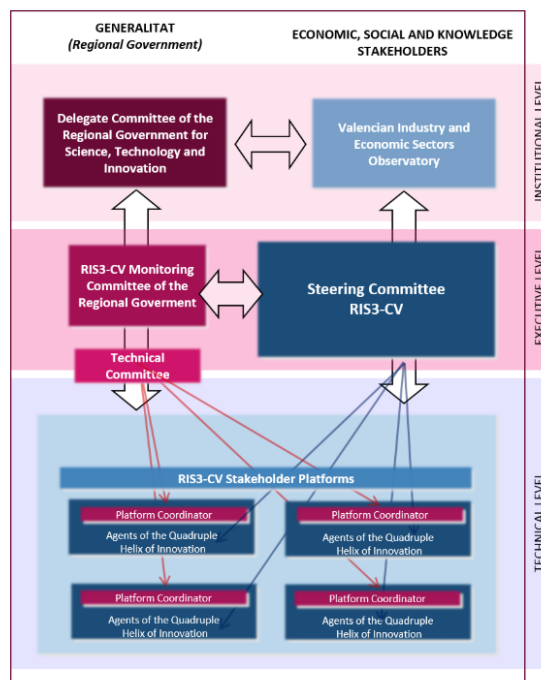 GENERALITAT
(Regional Government)
ECONOMIC, SOCIAL AND KNOWLEDGE
STAKEHOLDERS
INSTITUTIONAL LEVEL
Delegate Committee of the
Regional Government for
Science, Technology and
Innovation
Valencian Industry and
Economic Sectors
Observatory
EXECUTIVE LEVEL
RIS3-CV Monitoring
Committee of the
Regional Goverment
Steering Committee
RIS3-CV
Technical
Committee
TECHNICAL LEVEL
RIS3-CV Stakeholder Platforms
Platform Coordinator
Agents of the Quadruple
Helix of Innovation
Platform Coordinator
Agents of the Quadruple
Helix of Innovation
Platform Coordinator
Agents of the Quadruple
Helix of Innovation
Platform Coordinator
Agents of the Quadruple
Helix of Innovation